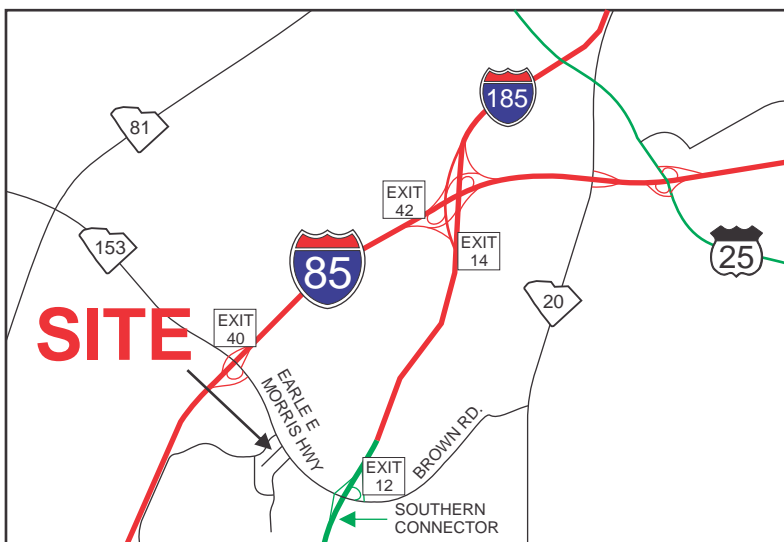 185
81
EXIT
42
153
85
EXIT
14
25
20
SITE
EXIT
40
EARLE E
MORRIS HWY
BROWN RD.
EXIT
12
SOUTHERN
CONNECTOR